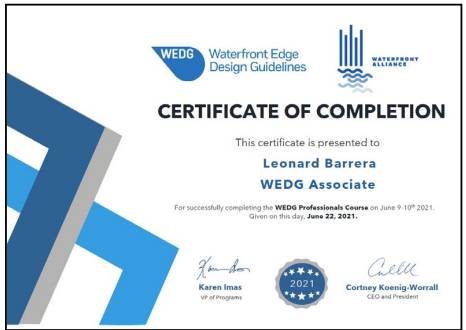 WEDG
Waterfront Edge
Design Guidelines
WATERFRONT
ALLIANCE
CERTIFICATE OF COMPLETION
This certificate is presented to
Leonard Barrera
WEDG Associate
For successfully completing the WEDG Professionals Course on June 9-10th 2021.
Given on this day, June 22, 2021.
Karen Imas
VP of Programs
2021
Cortney Koenig-Worrall
CEO and President